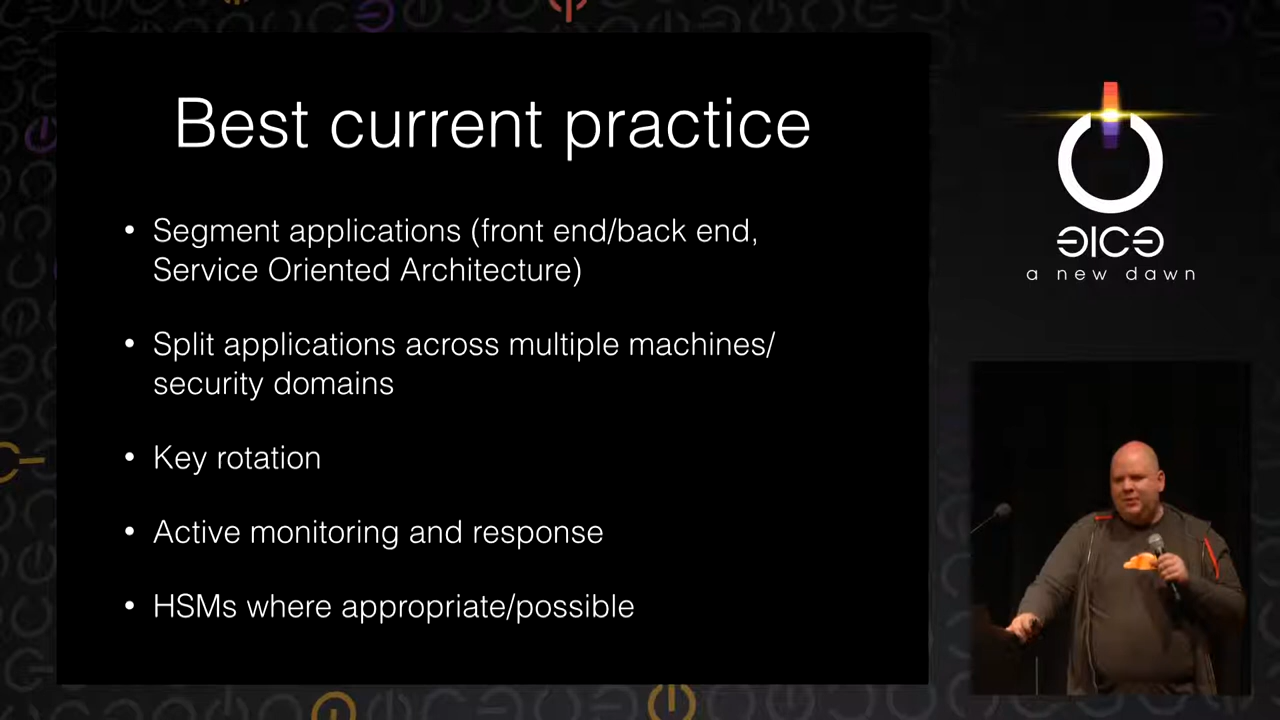 Best current practice
• Segment applications (front end/back end,
Service Oriented Architecture)
• Split applications across multiple machines/
security domains
• Key rotation
• Active monitoring and response
• HSMs where appropriate/possible
31C3
a new dawn